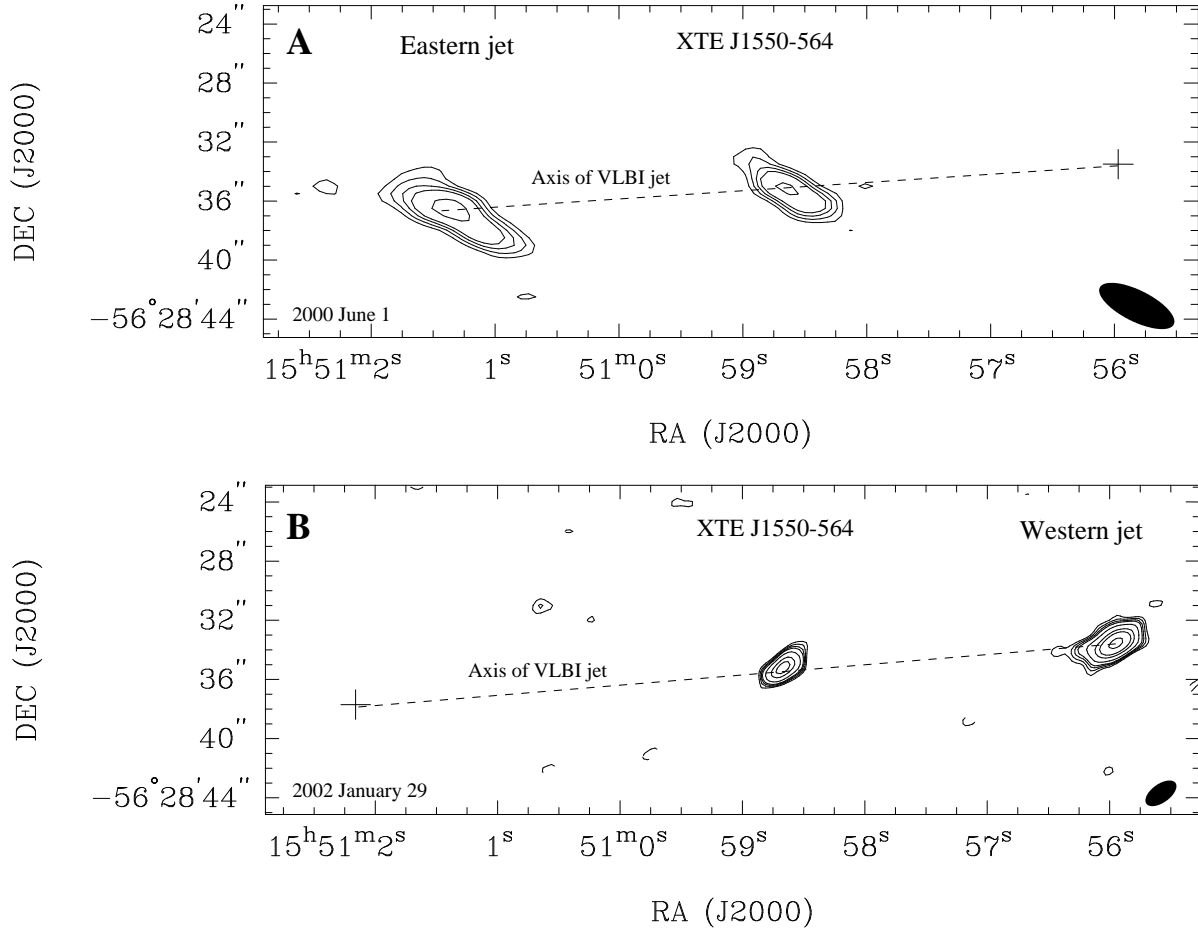 A
Eastern jet
XTE J1550-564
24"
28"
32"
36"
40"
−56°28'44"
DEC (J2000)
Axis of VLBI jet
2000 June 1
15ʰ51ᵐ2ˢ 1ˢ 51ᵐ0ˢ 59ˢ 58ˢ 57ˢ 56ˢ
RA (J2000)
B
XTE J1550-564
Western jet
24"
28"
32"
36"
40"
−56°28'44"
DEC (J2000)
Axis of VLBI jet
2002 January 29
15ʰ51ᵐ2ˢ 1ˢ 51ᵐ0ˢ 59ˢ 58ˢ 57ˢ 56ˢ
RA (J2000)